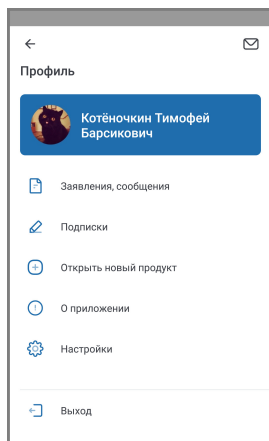 Профиль
Котёночкин Тимофей
Барсикович
Заявления, сообщения
Подписки
Открыть новый продукт
О приложении
Настройки
Выход